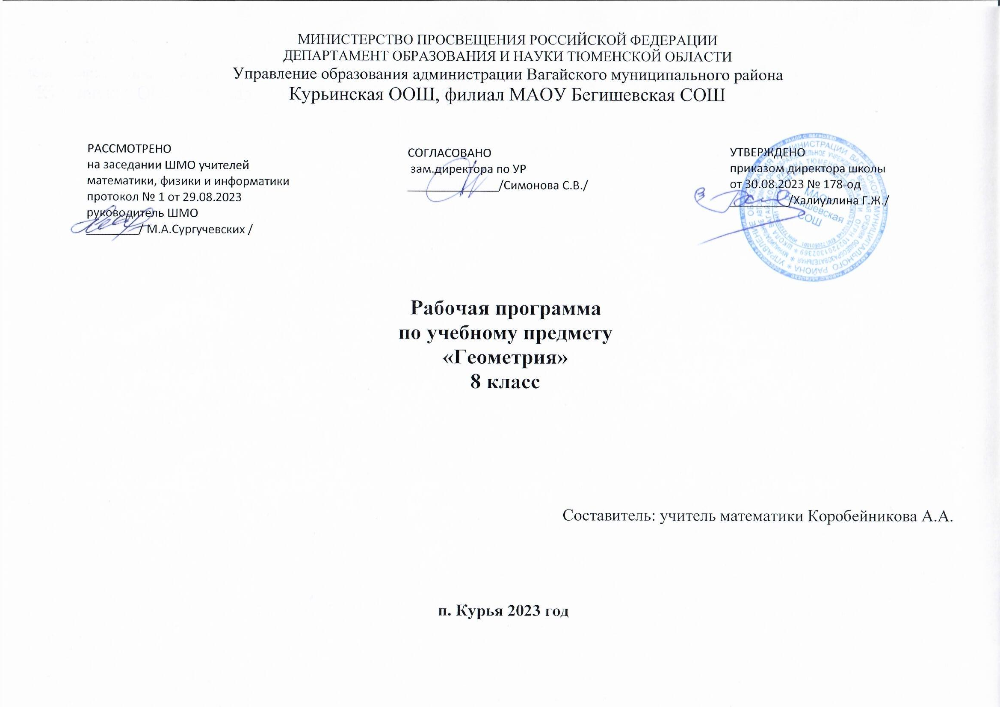 МИНИСТЕРСТВО ПРОСВЕЩЕНИЯ РОССИЙСКОЙ ФЕДЕРАЦИИ
ДЕПАРТАМЕНТ ОБРАЗОВАНИЯ И НАУКИ ТЮМЕНСКОЙ ОБЛАСТИ
Управление образования администрации Вагайского муниципального района
Курьинская ООШ, филиал МАОУ Бегишевская СОШ
РАССМОТРЕНО
на заседании ШМО учителей
математики, физики и информатики
протокол № 1 от 29.08.2023
руководитель ШМО
_________/ М.А.Сургучевских /
СОГЛАСОВАНО
зам.директора по УР
_______________/Симонова С.В./
УТВЕРЖДЕНО
приказом директора школы
от 30.08.2023 № 178-од
__________/Халиуллина Г.Ж./
МАОУ
Бегишевская
СОШ
Рабочая программа
по учебному предмету
«Геометрия»
8 класс
Составитель: учитель математики Коробейникова А.А.
п. Курья 2023 год